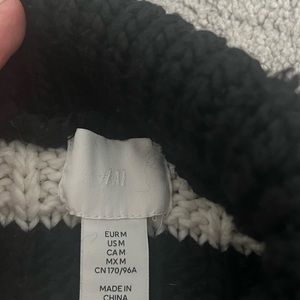 H&M
EUR M
US M
CA M
MX M
CN 170/96A
MADE IN
CHINA